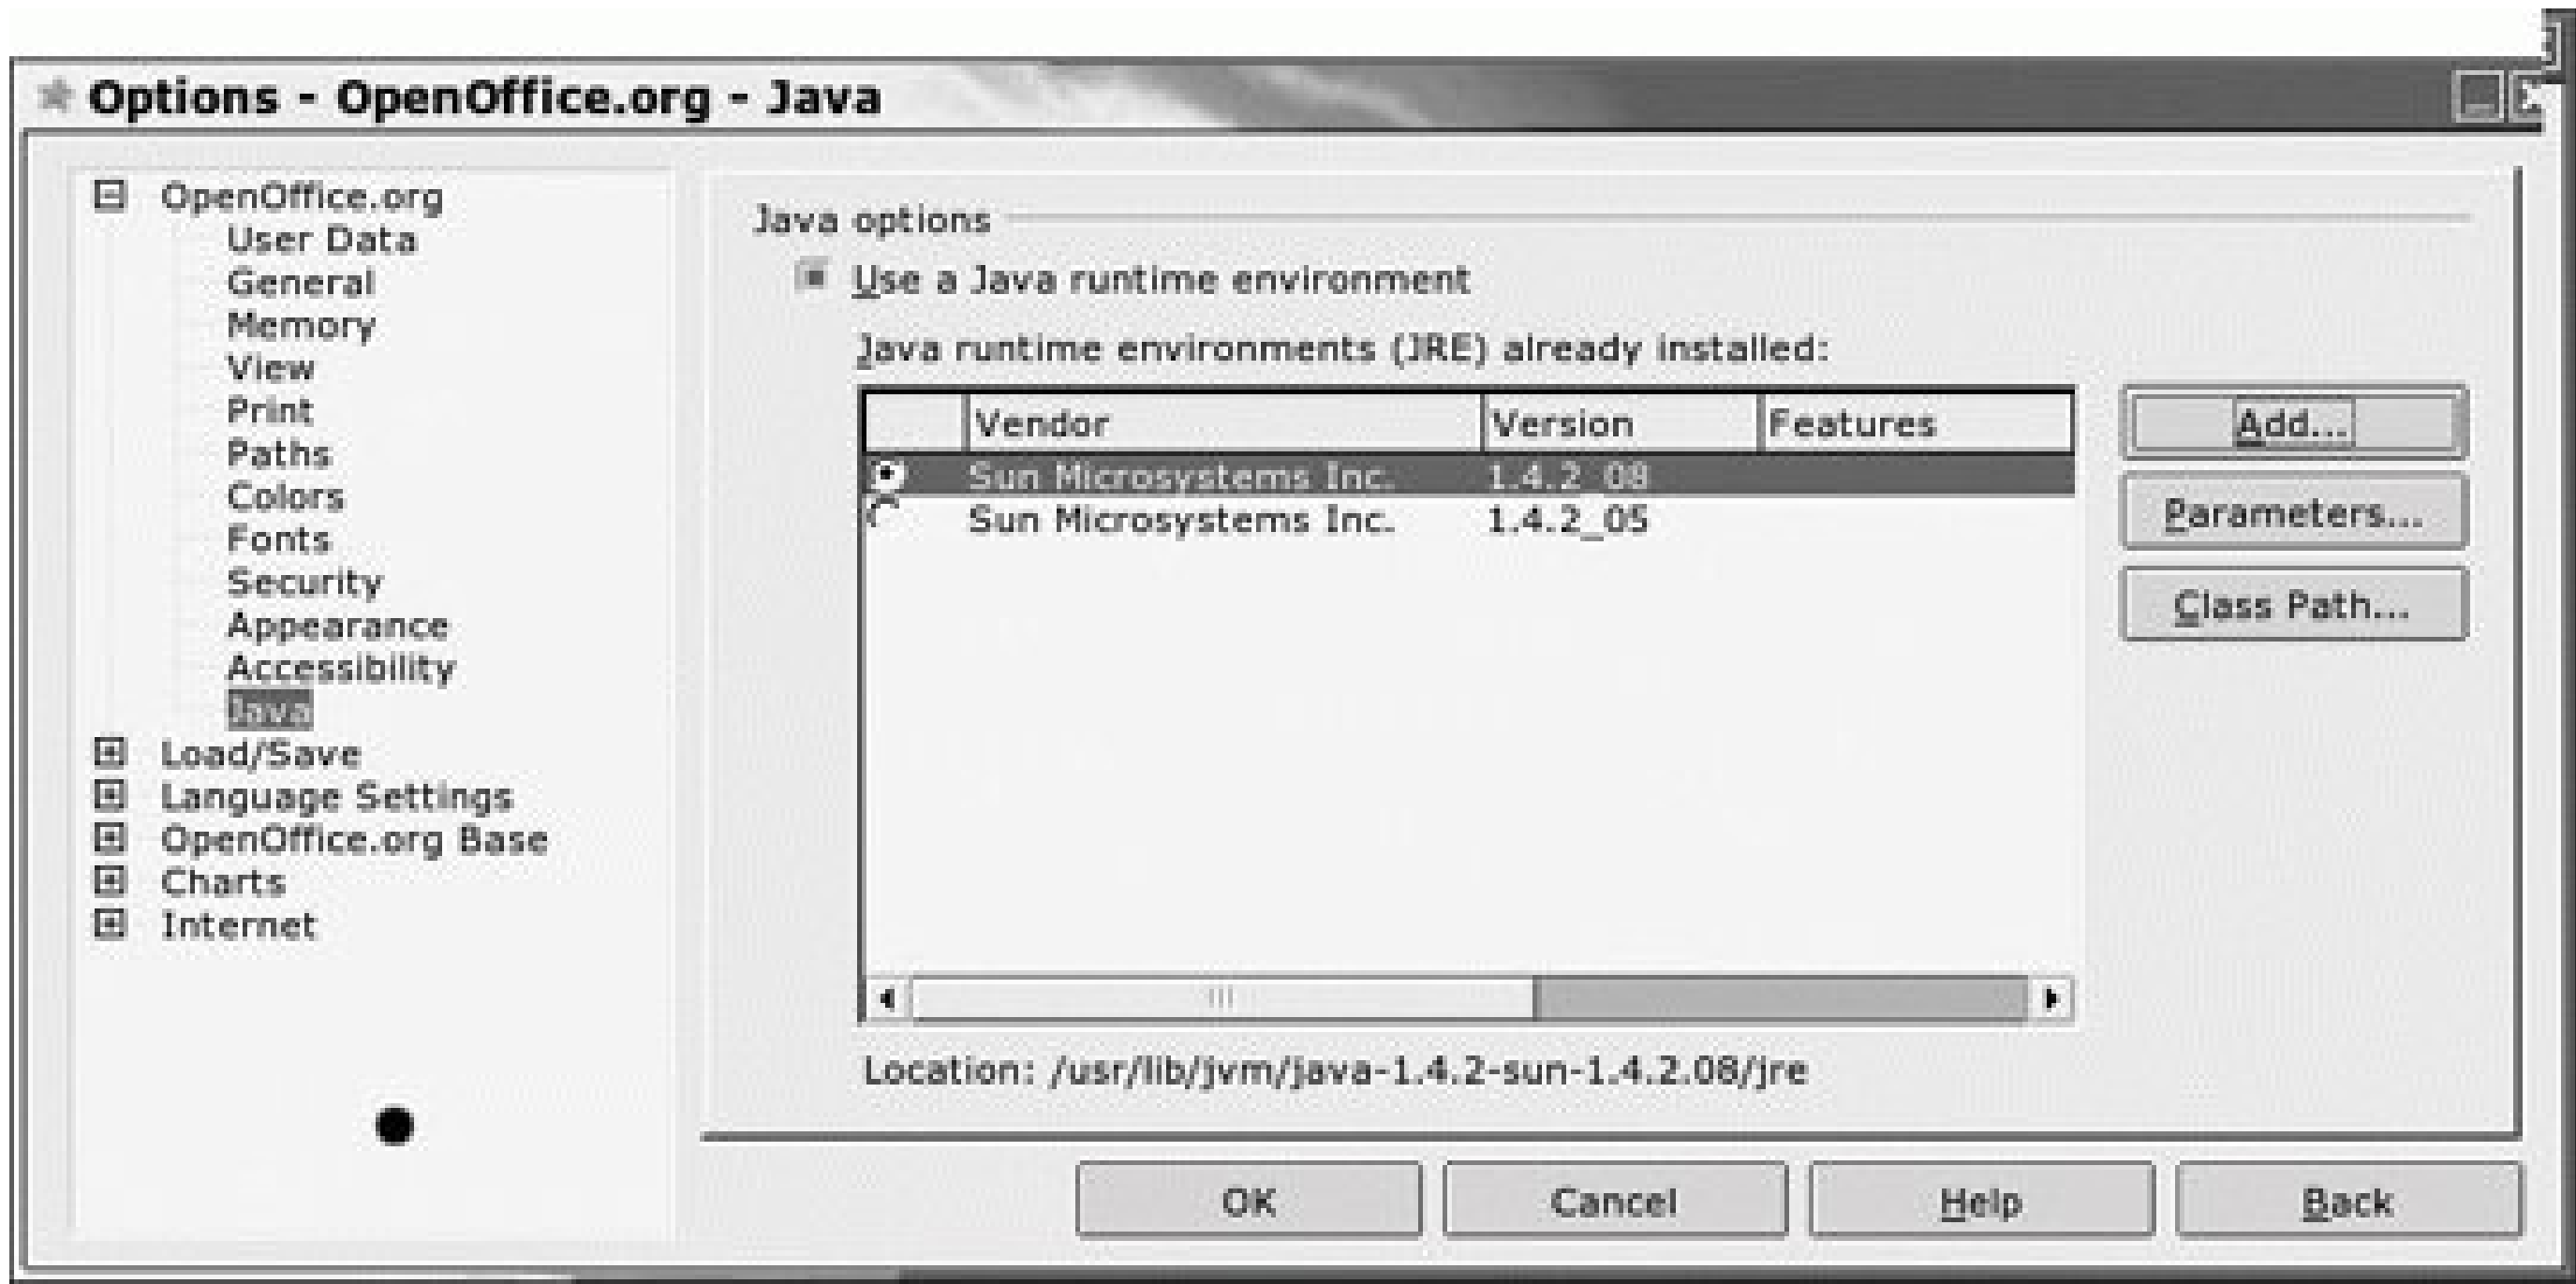 Options - OpenOffice.org - Java
OpenOffice.org
User Data
General
Memory
View
Print
Paths
Colors
Fonts
Security
Appearance
Accessibility
Java
Load/Save
Language Settings
OpenOffice.org Base
Charts
Internet
Java options
Use a Java runtime environment
Java runtime environments (JRE) already installed:
Vendor Version Features
Sun Microsystems Inc. 1.4.2_08
Sun Microsystems Inc. 1.4.2_05
Add...
Parameters...
Class Path...
Location: /usr/lib/jvm/java-1.4.2-sun-1.4.2.08/jre
OK Cancel Help Back